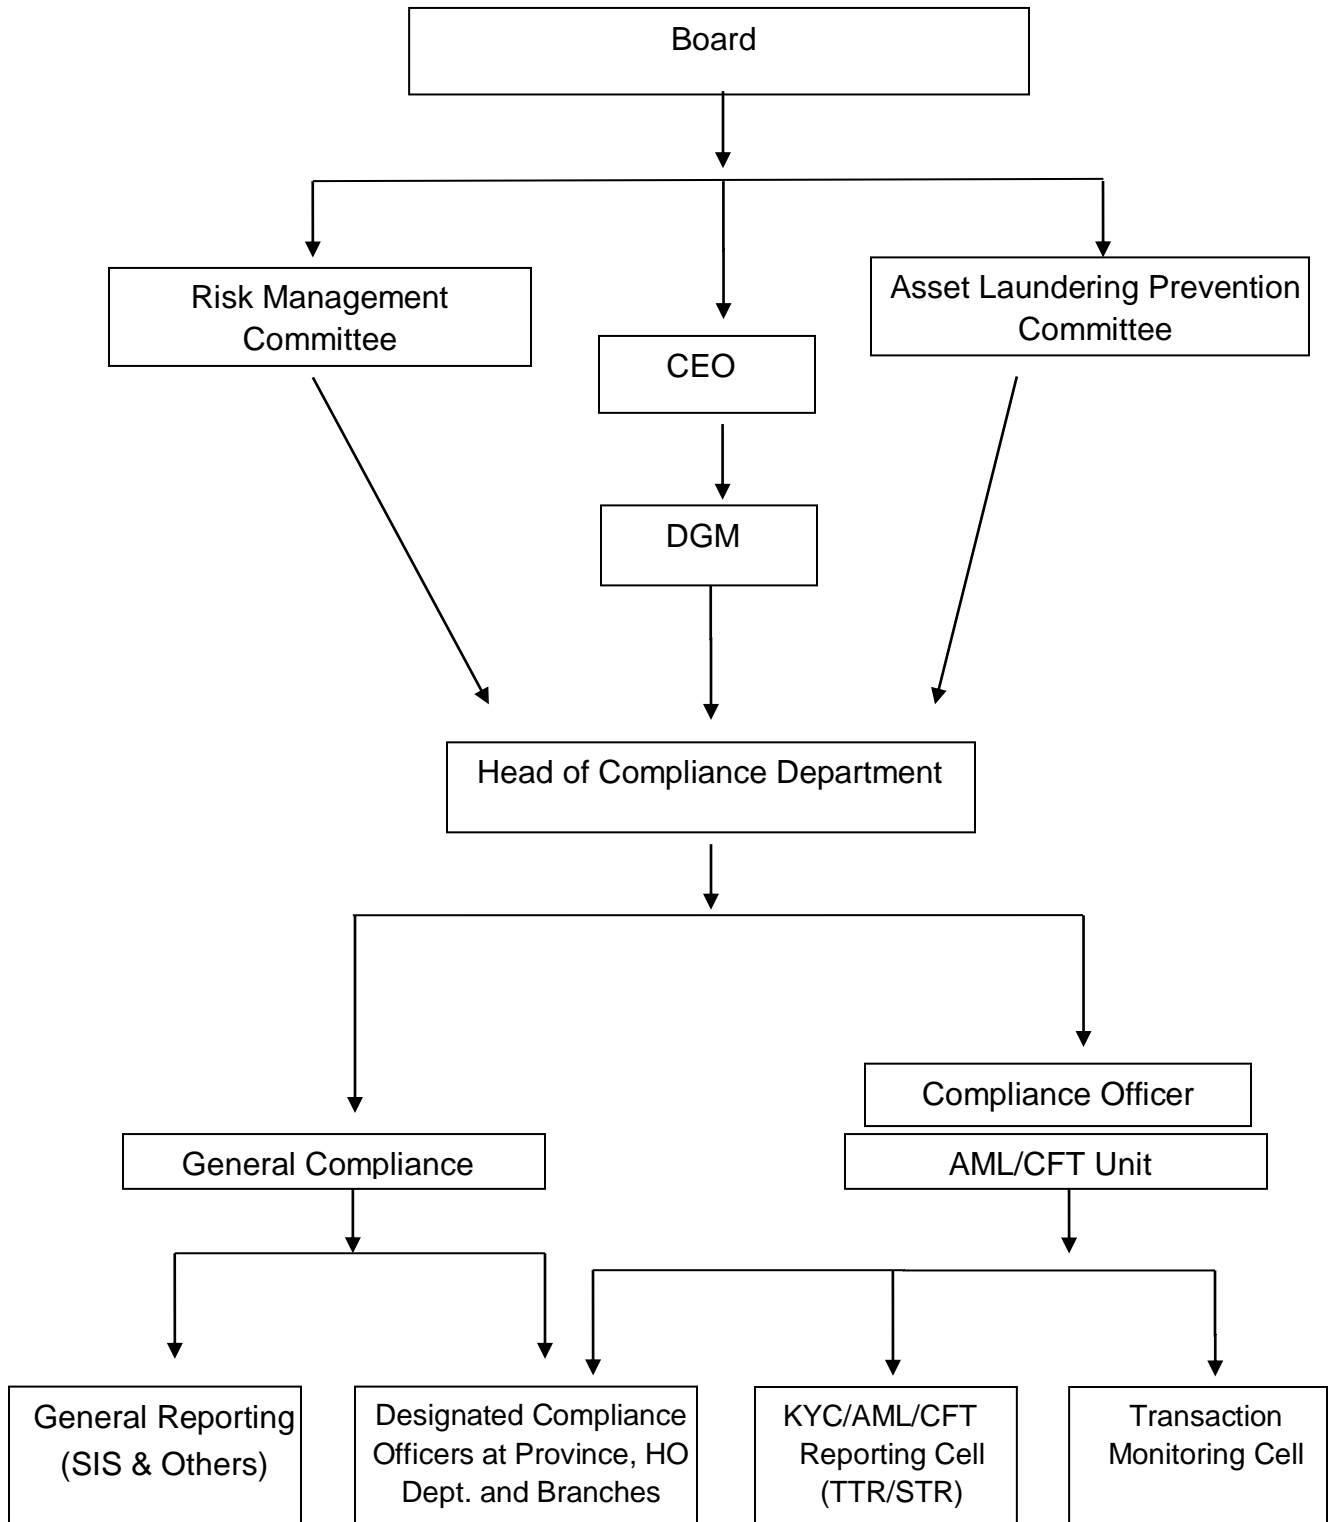 Board
Risk Management
Committee
Asset Laundering Prevention
Committee
CEO
DGM
Head of Compliance Department
Compliance Officer
General Compliance
AML/CFT Unit
General Reporting
(SIS & Others)
Designated Compliance
Officers at Province, HO
Dept. and Branches
KYC/AML/CFT
Reporting Cell
(TTR/STR)
Transaction
Monitoring Cell